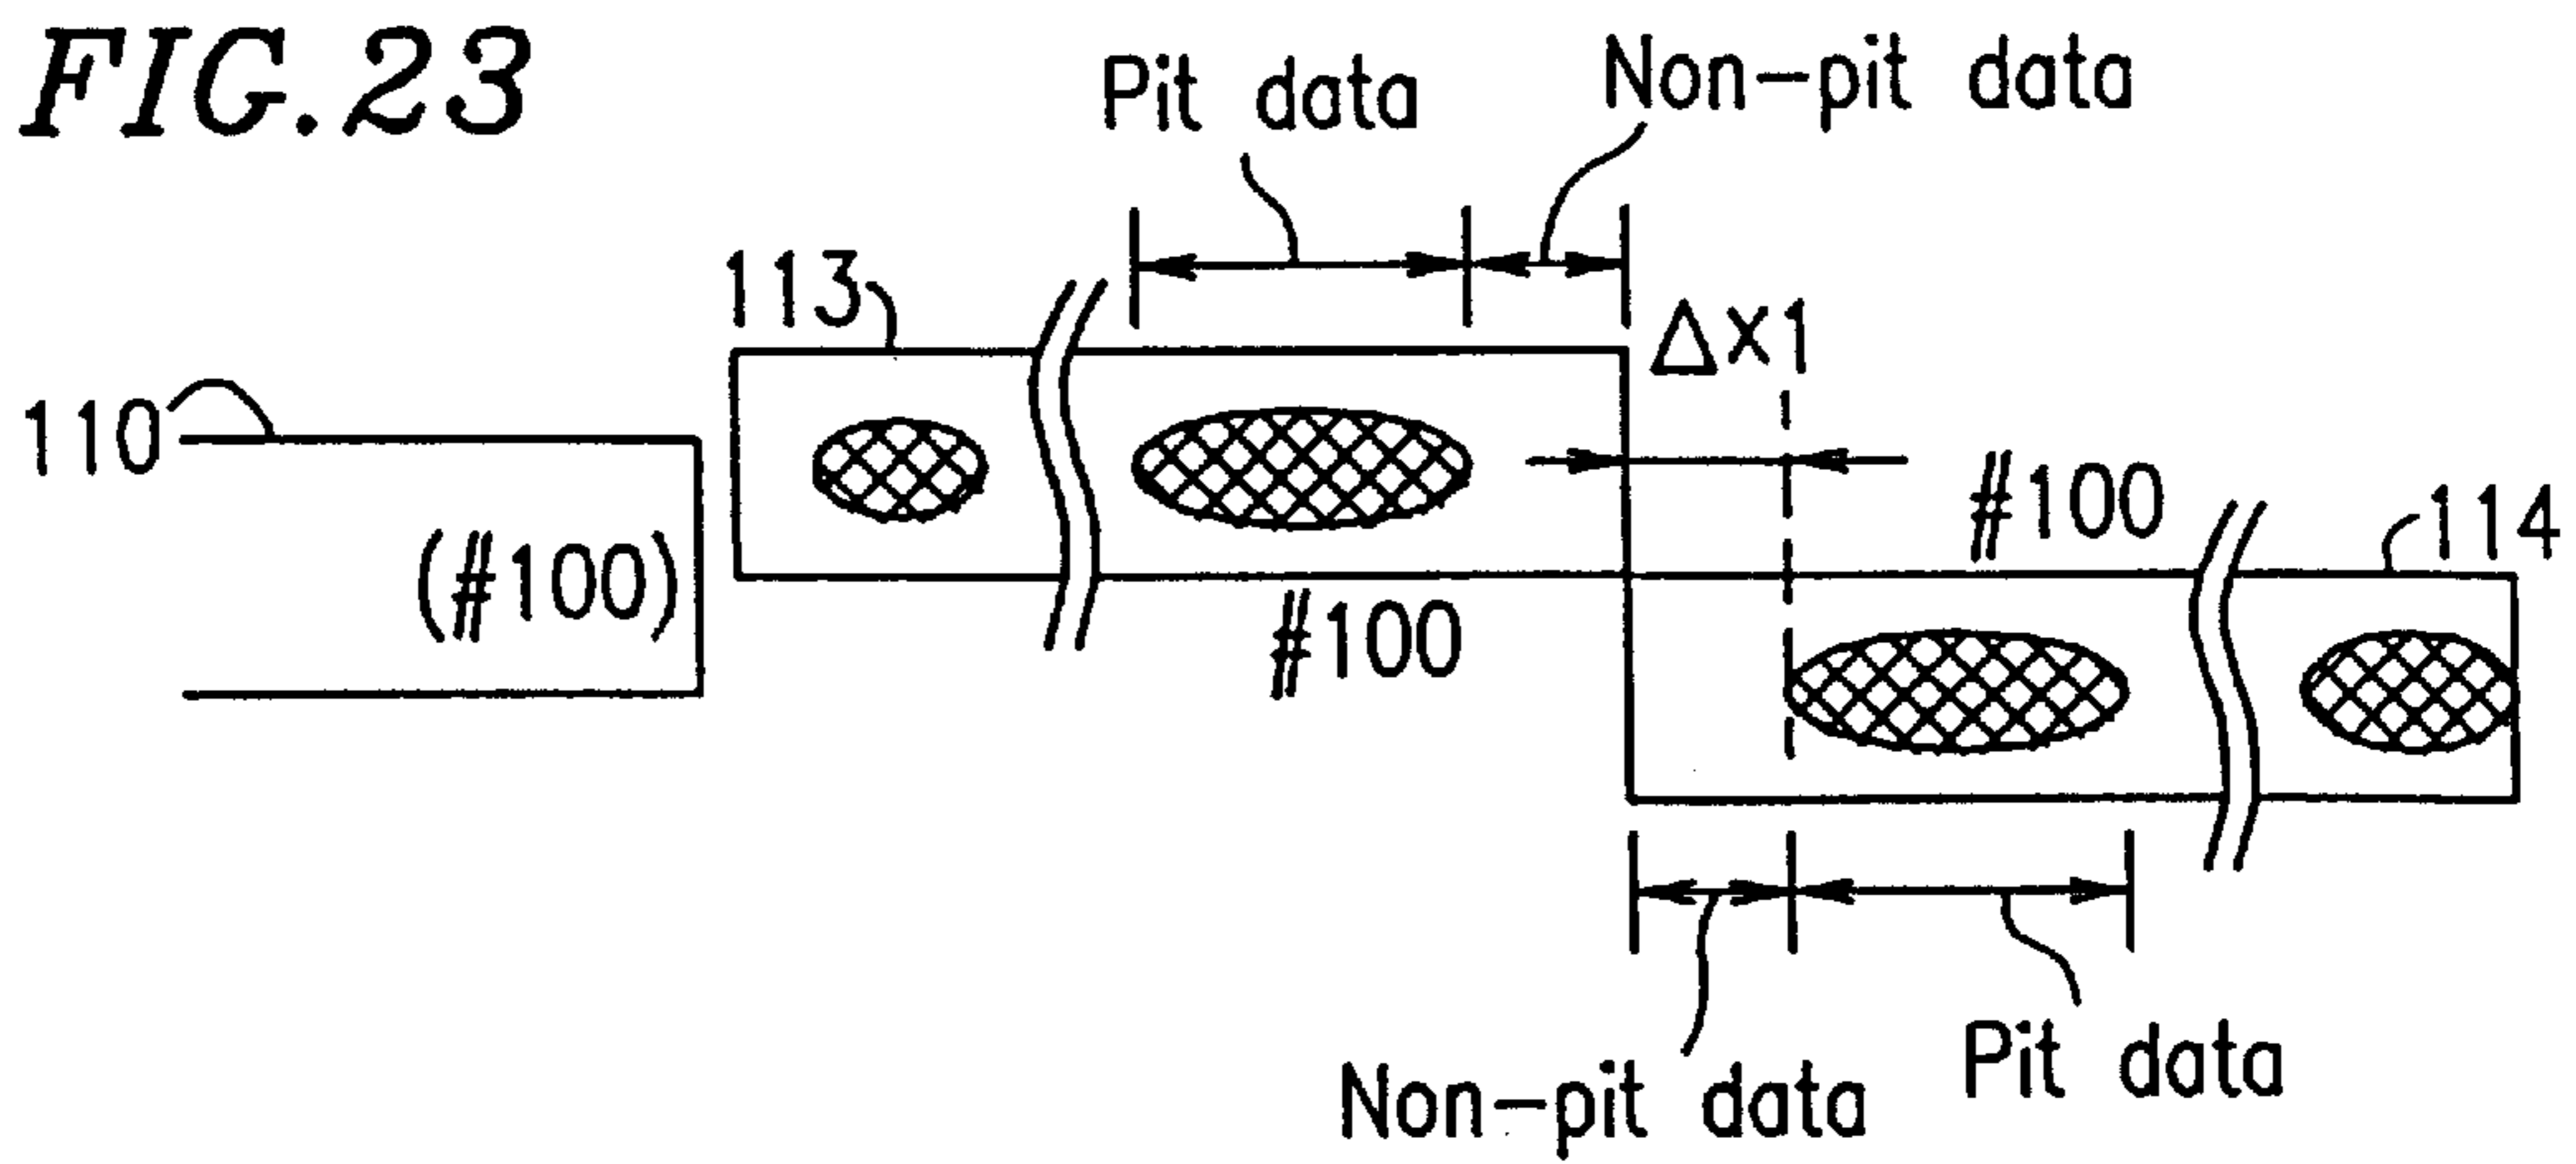 FIG.23
Pit data
Non-pit data
113
Δx1
110
(#100)
#100
#100
114
Non-pit data
Pit data